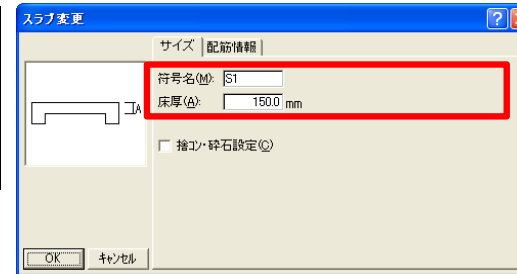 スラブ変更
サイズ 配筋情報
符号名(M): S1
床厚(A): 150.0 mm
A
捨コン・砕石設定(C)
OK キャンセル